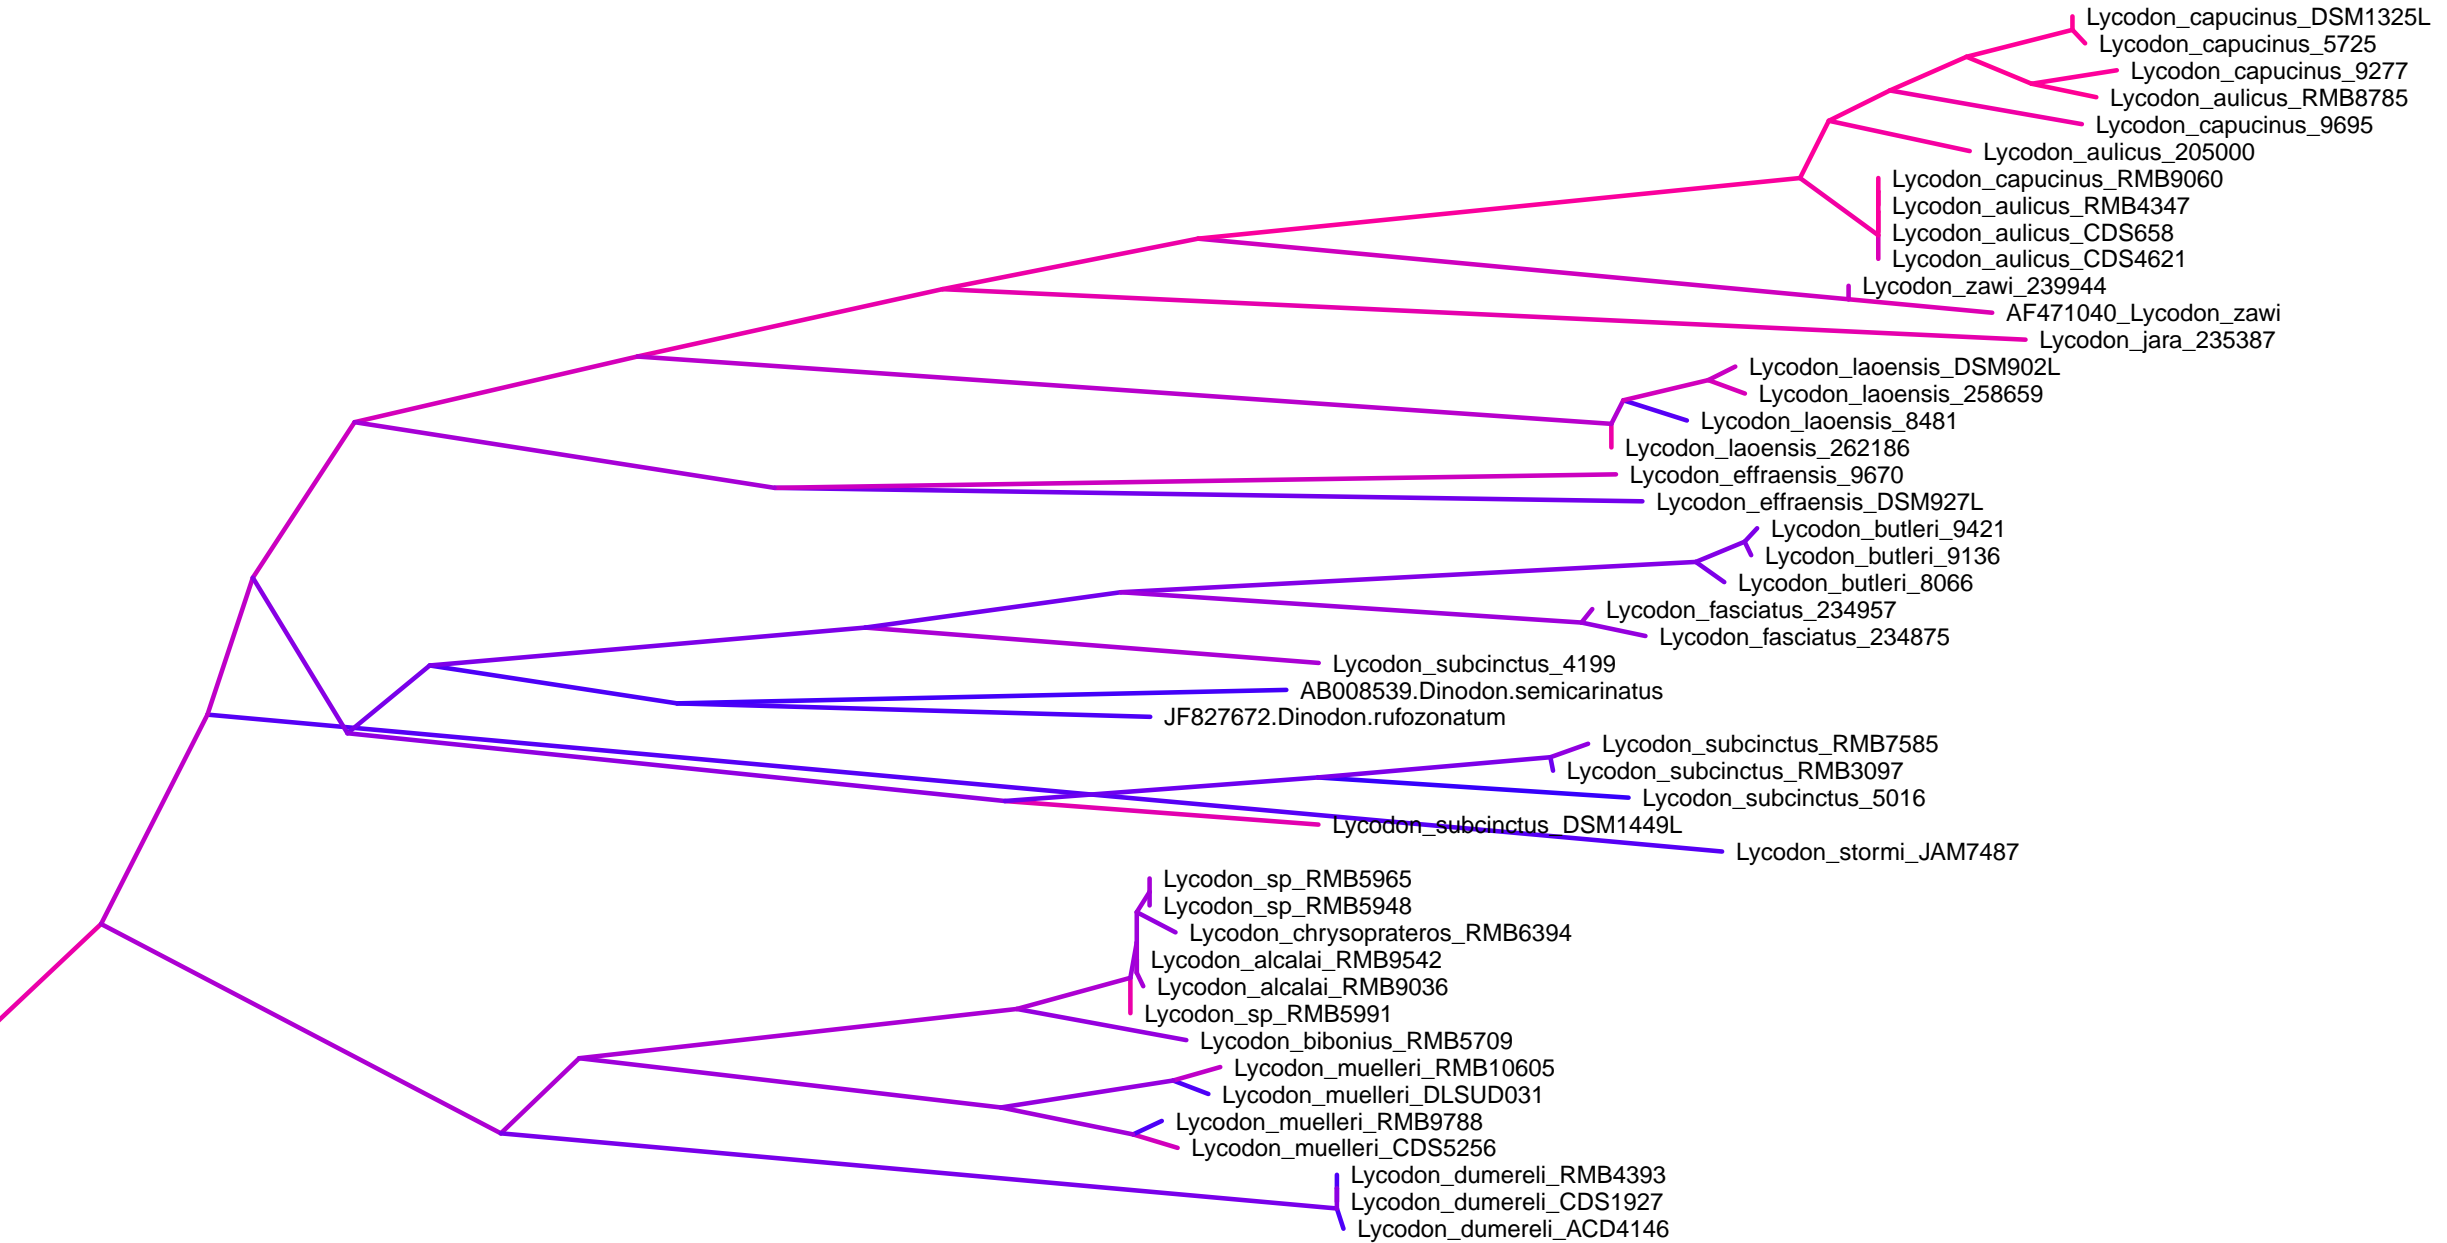 Lycodon_capucinus_DSM1325L
Lycodon_capucinus_5725
Lycodon_capucinus_9277
Lycodon_aulicus_RMB8785
Lycodon_capucinus_9695
Lycodon_aulicus_205000
Lycodon_capucinus_RMB9060
Lycodon_aulicus_RMB4347
Lycodon_aulicus_CDS658
Lycodon_aulicus_CDS4621
Lycodon_zawi_239944
AF471040_Lycodon_zawi
Lycodon_jara_235387
Lycodon_laoensis_DSM902L
Lycodon_laoensis_258659
Lycodon_laoensis_8481
Lycodon_laoensis_262186
Lycodon_effraensis_9670
Lycodon_effraensis_DSM927L
Lycodon_butleri_9421
Lycodon_butleri_9136
Lycodon_butleri_8066
Lycodon_fasciatus_234957
Lycodon_fasciatus_234875
Lycodon_subcinctus_4199
AB008539.Dinodon.semicarinatus
JF827672.Dinodon.rufozonatum
Lycodon_subcinctus_RMB7585
Lycodon_subcinctus_RMB3097
Lycodon_subcinctus_5016
Lycodon_subcinctus_DSM1449L
Lycodon_stormi_JAM7487
Lycodon_sp_RMB5965
Lycodon_sp_RMB5948
Lycodon_chrysoprateros_RMB6394
Lycodon_alcalai_RMB9542
Lycodon_alcalai_RMB9036
Lycodon_sp_RMB5991
Lycodon_bibonius_RMB5709
Lycodon_muelleri_RMB10605
Lycodon_muelleri_DLSUD031
Lycodon_muelleri_RMB9788
Lycodon_muelleri_CDS5256
Lycodon_dumereli_RMB4393
Lycodon_dumereli_CDS1927
Lycodon_dumereli_ACD4146